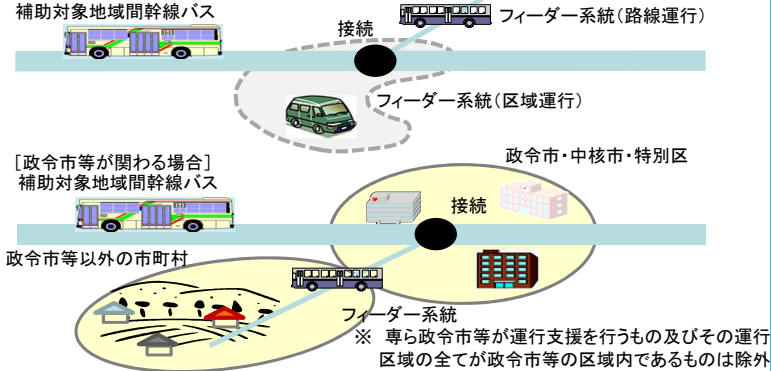 補助対象地域間幹線バス
フィーダー系統(路線運行)
接続
フィーダー系統(区域運行)
[政令市等が関わる場合]
補助対象地域間幹線バス
政令市・中核市・特別区
接続
政令市等以外の市町村
フィーダー系統
※ 専ら政令市等が運行支援を行うもの及びその運行
区域の全てが政令市等の区域内であるものは除外